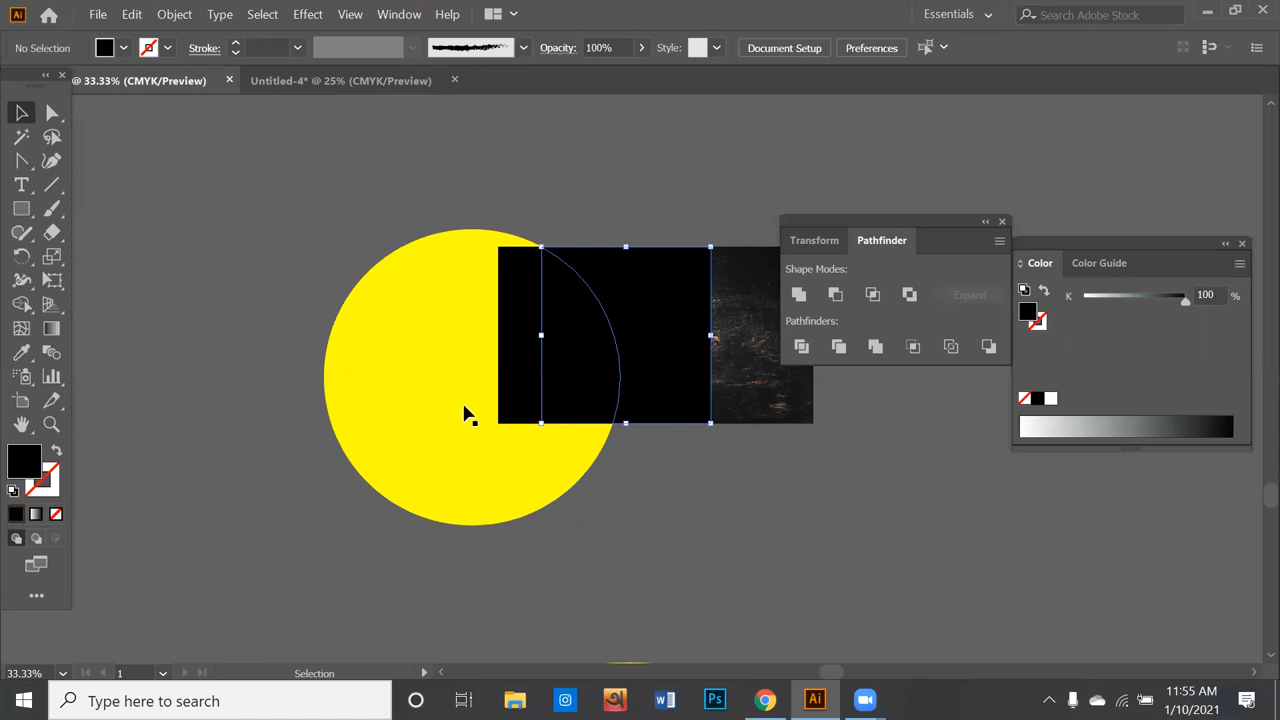 Ai File Edit Object Type Select Effect View Window Help Essentials Search Adobe Stock
No Selection Stroke: Opacity: 100% Style: Document Setup Preferences
@ 33.33% (CMYK/Preview) × Untitled-4* @ 25% (CMYK/Preview) ×
Transform Pathfinder
Shape Modes:
Expand
Pathfinders:
Color Color Guide
K 100 %
33.33% 1 Selection
Type here to search
Ps
Ai
11:55 AM
1/10/2021